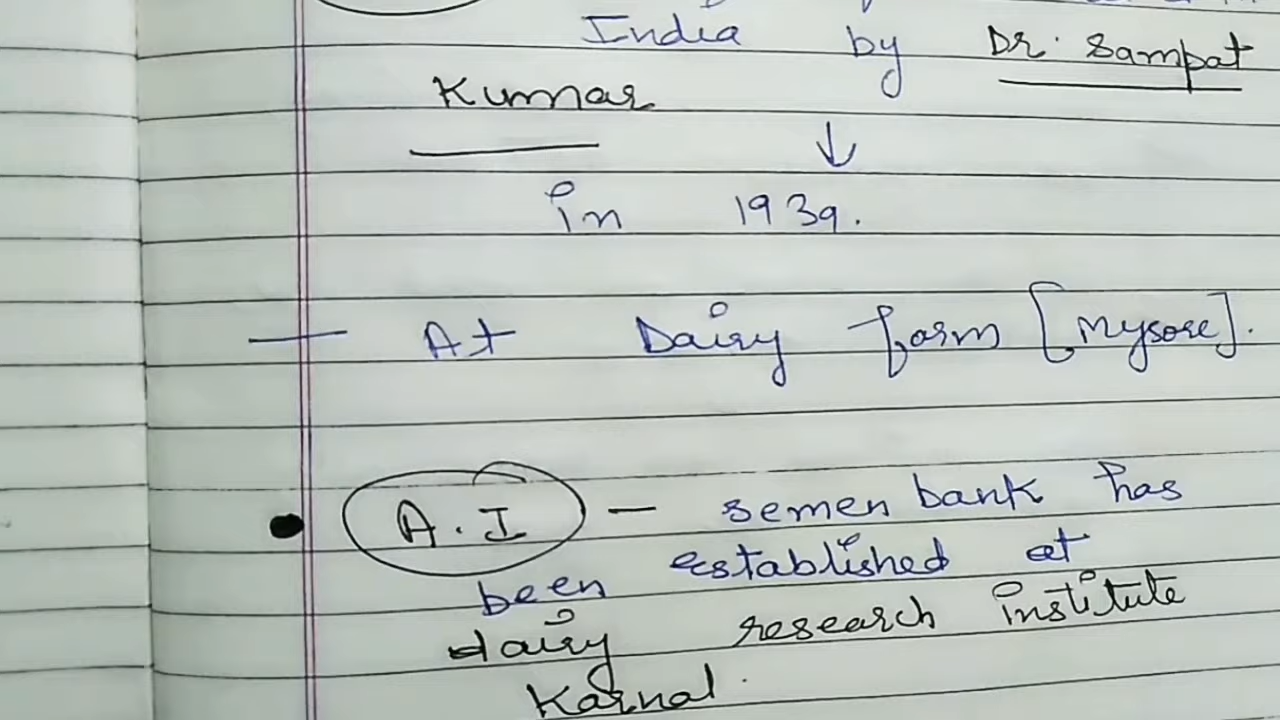 India by Dr. Sampat
Kumar
↓
in 1939.
— At Dairy farm [Mysore].
• A.I — semen bank has
been established at
dairy research institute
Karnal.